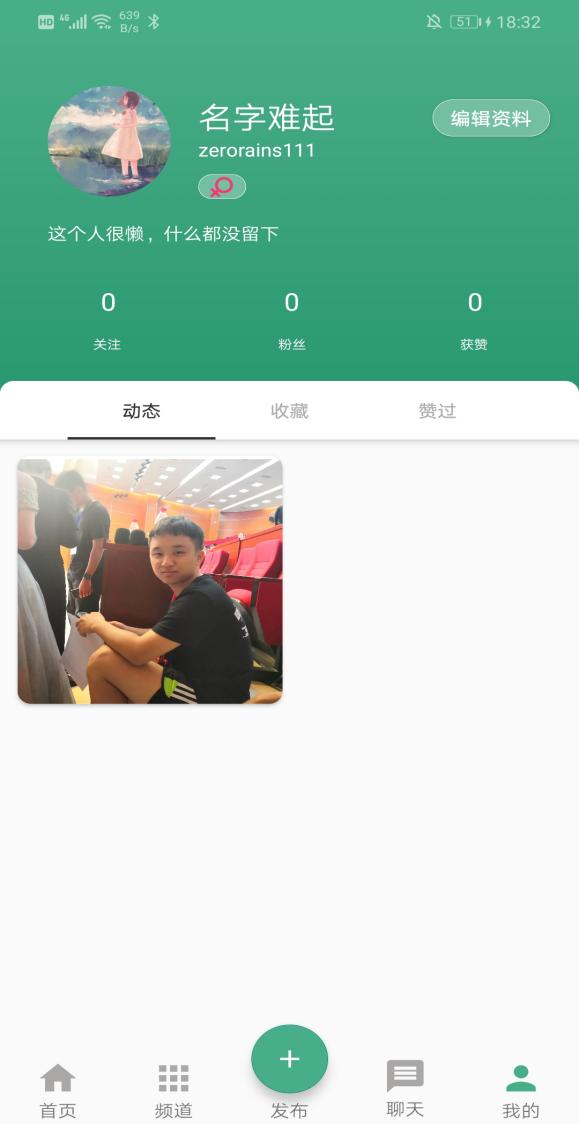 HD 4G 639 B/s 51 18:32
名字难起
编辑资料
zerorains111
这个人很懒，什么都没留下
0 0 0
关注 粉丝 获赞
动态 收藏 赞过
首页 频道 发布 聊天 我的